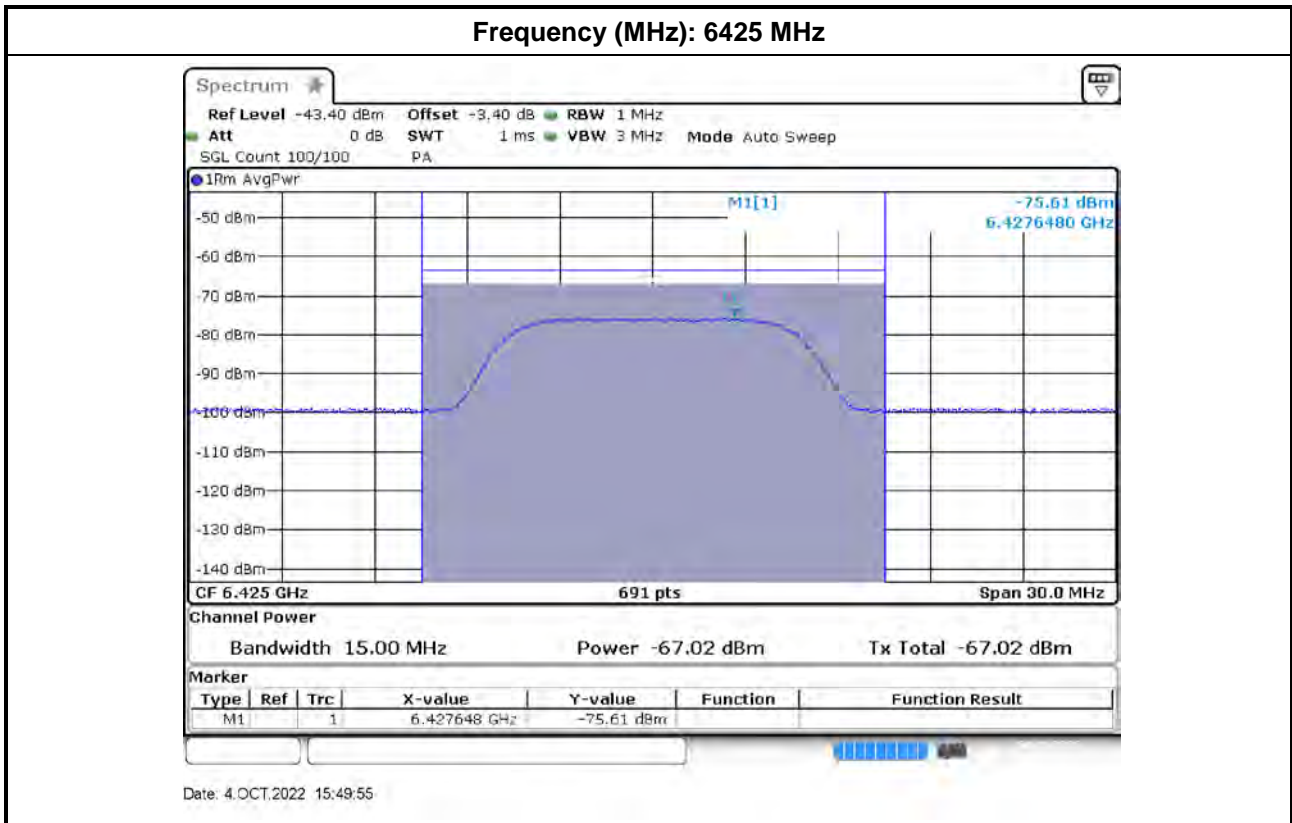 Frequency (MHz): 6425 MHz
Spectrum
Ref Level -43.40 dBm Offset -3.40 dB RBW 1 MHz
Att 0 dB SWT 1 ms VBW 3 MHz Mode Auto Sweep
SGL Count 100/100 PA
1Rm AvgPwr
M1[1] -75.61 dBm
6.4276480 GHz
-50 dBm
-60 dBm
-70 dBm
-80 dBm
-90 dBm
-100 dBm
-110 dBm
-120 dBm
-130 dBm
-140 dBm
CF 6.425 GHz 691 pts Span 30.0 MHz
Channel Power
Bandwidth 15.00 MHz Power -67.02 dBm Tx Total -67.02 dBm
Marker
Type Ref Trc X-value Y-value Function Function Result
M1 1 6.427648 GHz -75.61 dBm
Date: 4.OCT.2022 15:49:55